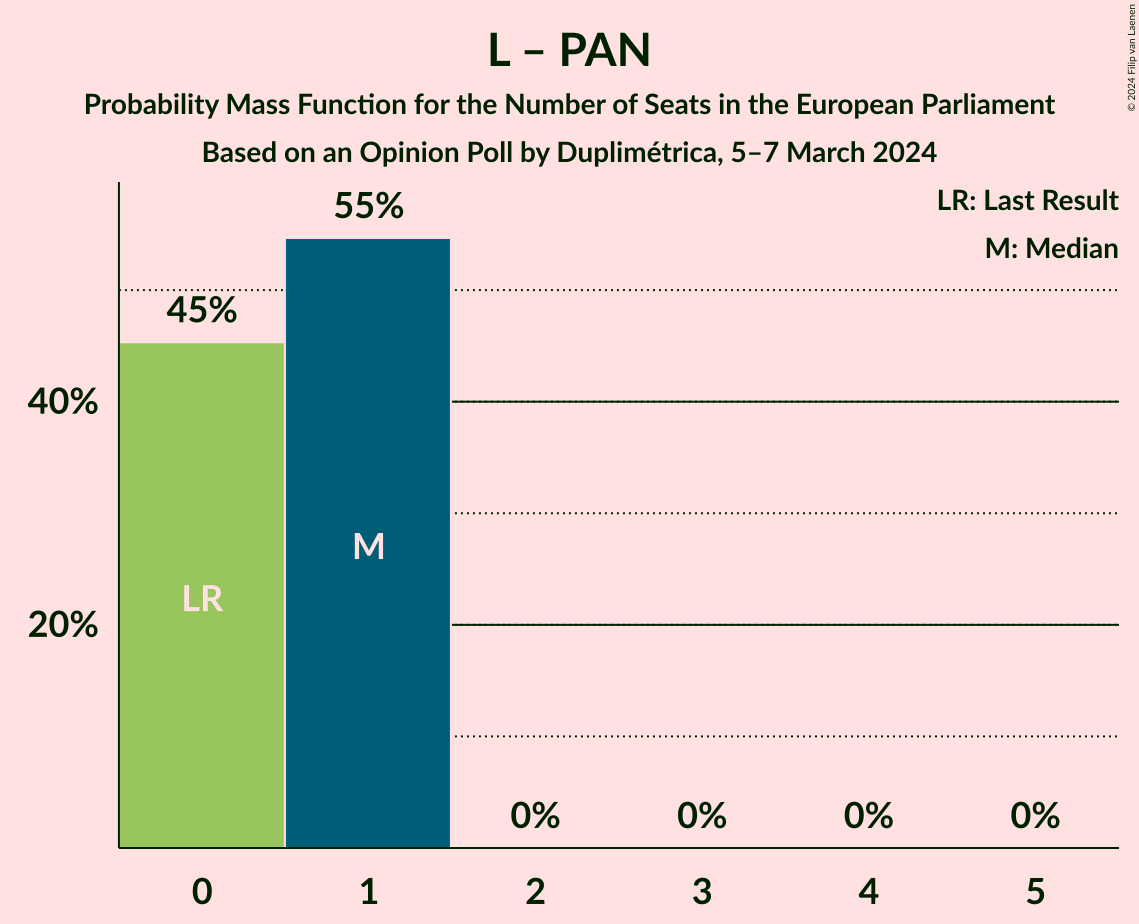 L – PAN
Probability Mass Function for the Number of Seats in the European Parliament
Based on an Opinion Poll by Duplimétrica, 5–7 March 2024
© 2024 Filip van Laenen
LR: Last Result
M: Median
55%
45%
40%
M
LR
20%
0% 0% 0% 0%
0 1 2 3 4 5